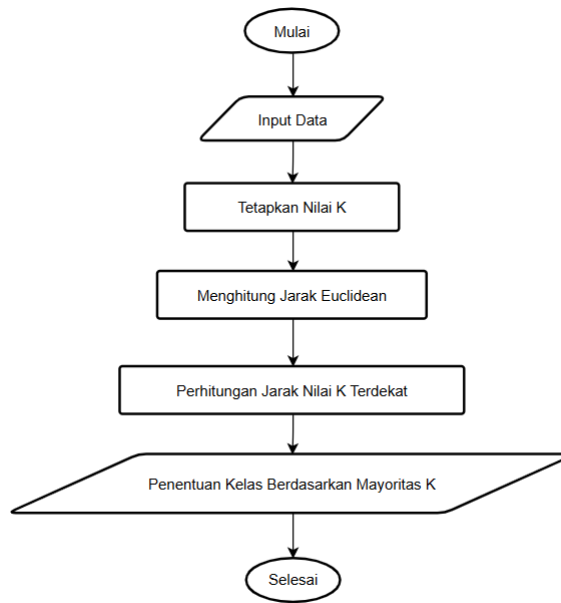 Mulai
Input Data
Tetapkan Nilai K
Menghitung Jarak Euclidean
Perhitungan Jarak Nilai K Terdekat
Penentuan Kelas Berdasarkan Mayoritas K
Selesai